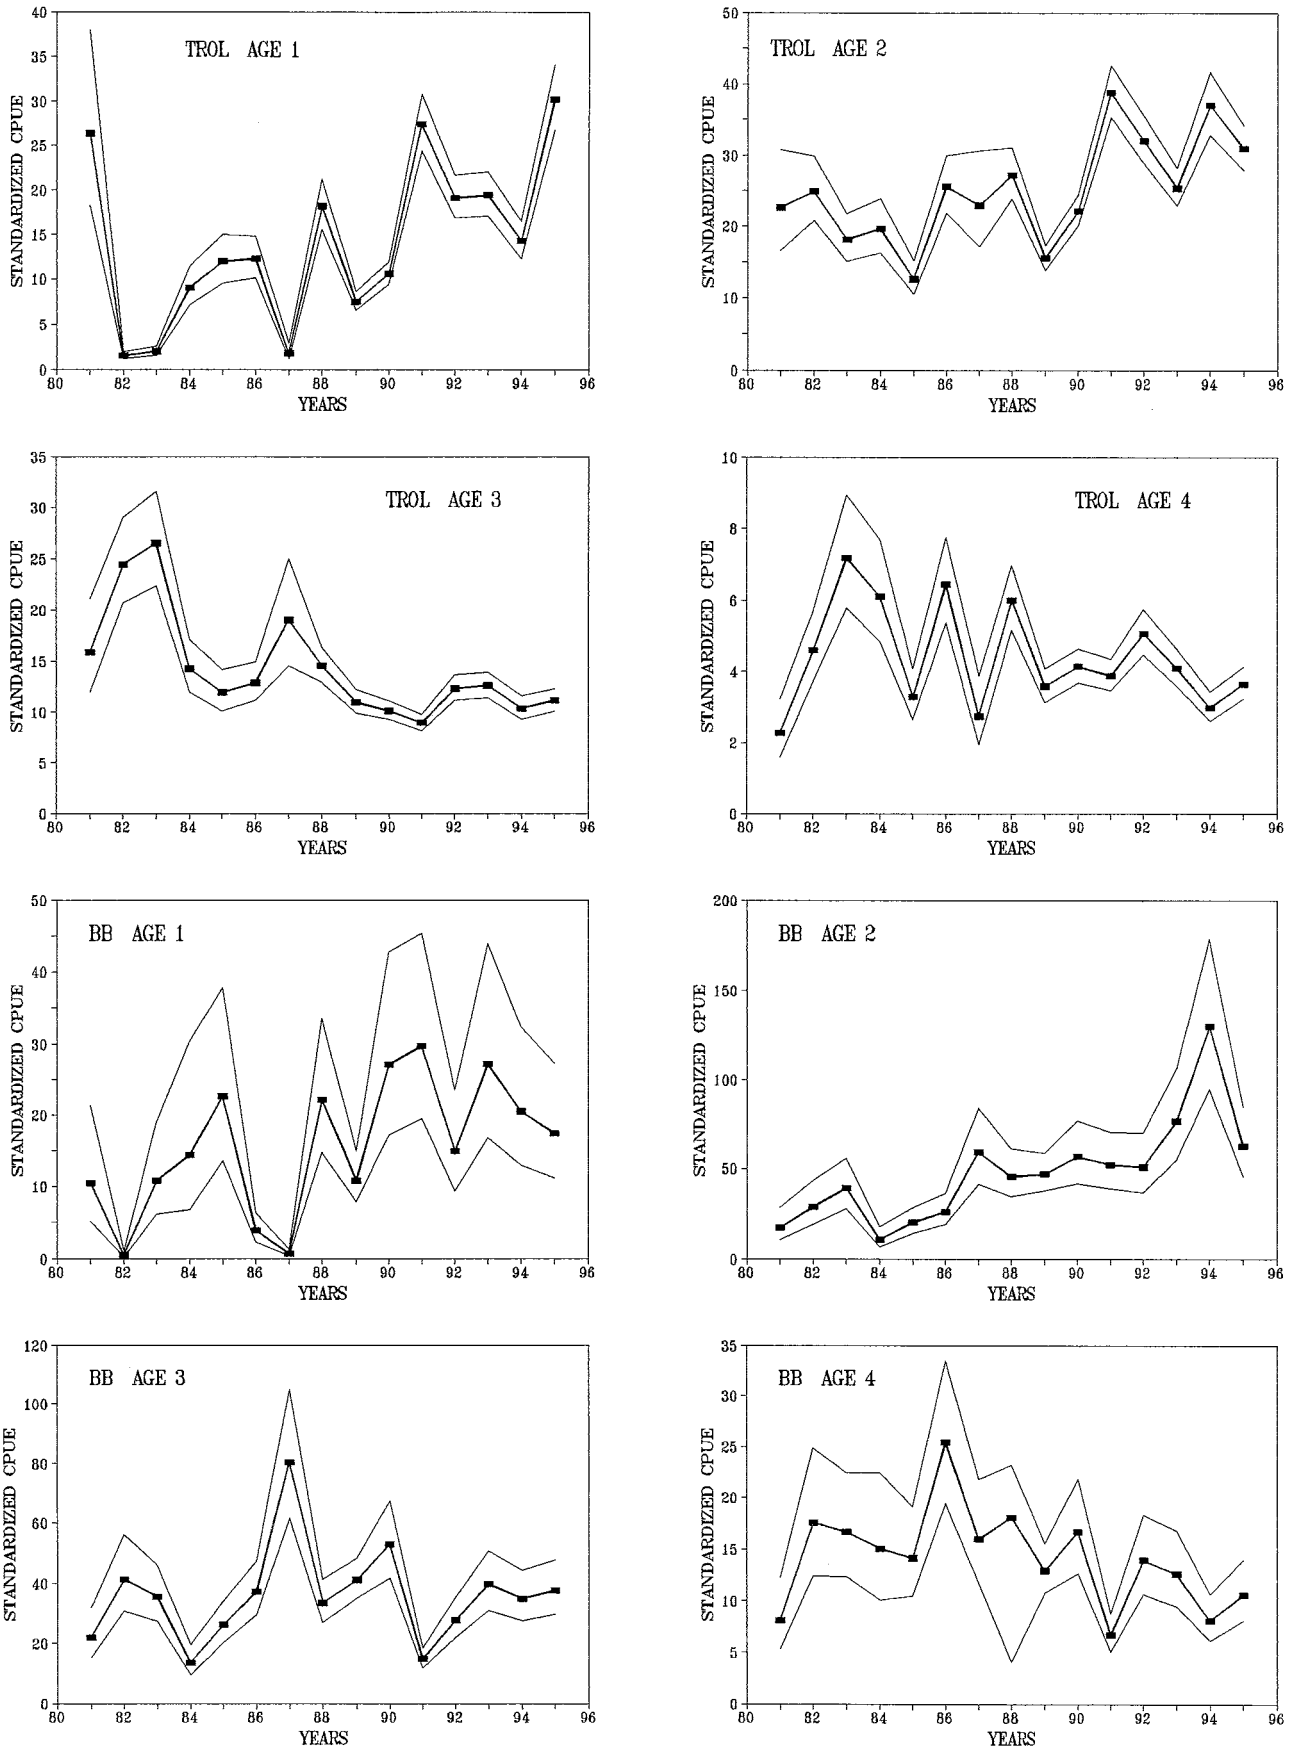 TROL AGE 1
STANDARDIZED CPUE
40
35
30
25
20
15
10
5
0
80 82 84 86 88 90 92 94 96
YEARS
TROL AGE 2
STANDARDIZED CPUE
50
40
30
20
10
0
80 82 84 86 88 90 92 94 96
YEARS
TROL AGE 3
STANDARDIZED CPUE
35
30
25
20
15
10
5
0
80 82 84 86 88 90 92 94 96
YEARS
TROL AGE 4
STANDARDIZED CPUE
10
8
6
4
2
0
80 82 84 86 88 90 92 94 96
YEARS
BB AGE 1
STANDARDIZED CPUE
50
40
30
20
10
0
80 82 84 86 88 90 92 94 96
YEARS
BB AGE 2
STANDARDIZED CPUE
200
150
100
50
0
80 82 84 86 88 90 92 94 96
YEARS
BB AGE 3
STANDARDIZED CPUE
120
100
80
60
40
20
0
80 82 84 86 88 90 92 94 96
YEARS
BB AGE 4
STANDARDIZED CPUE
35
30
25
20
15
10
5
0
80 82 84 86 88 90 92 94 96
YEARS